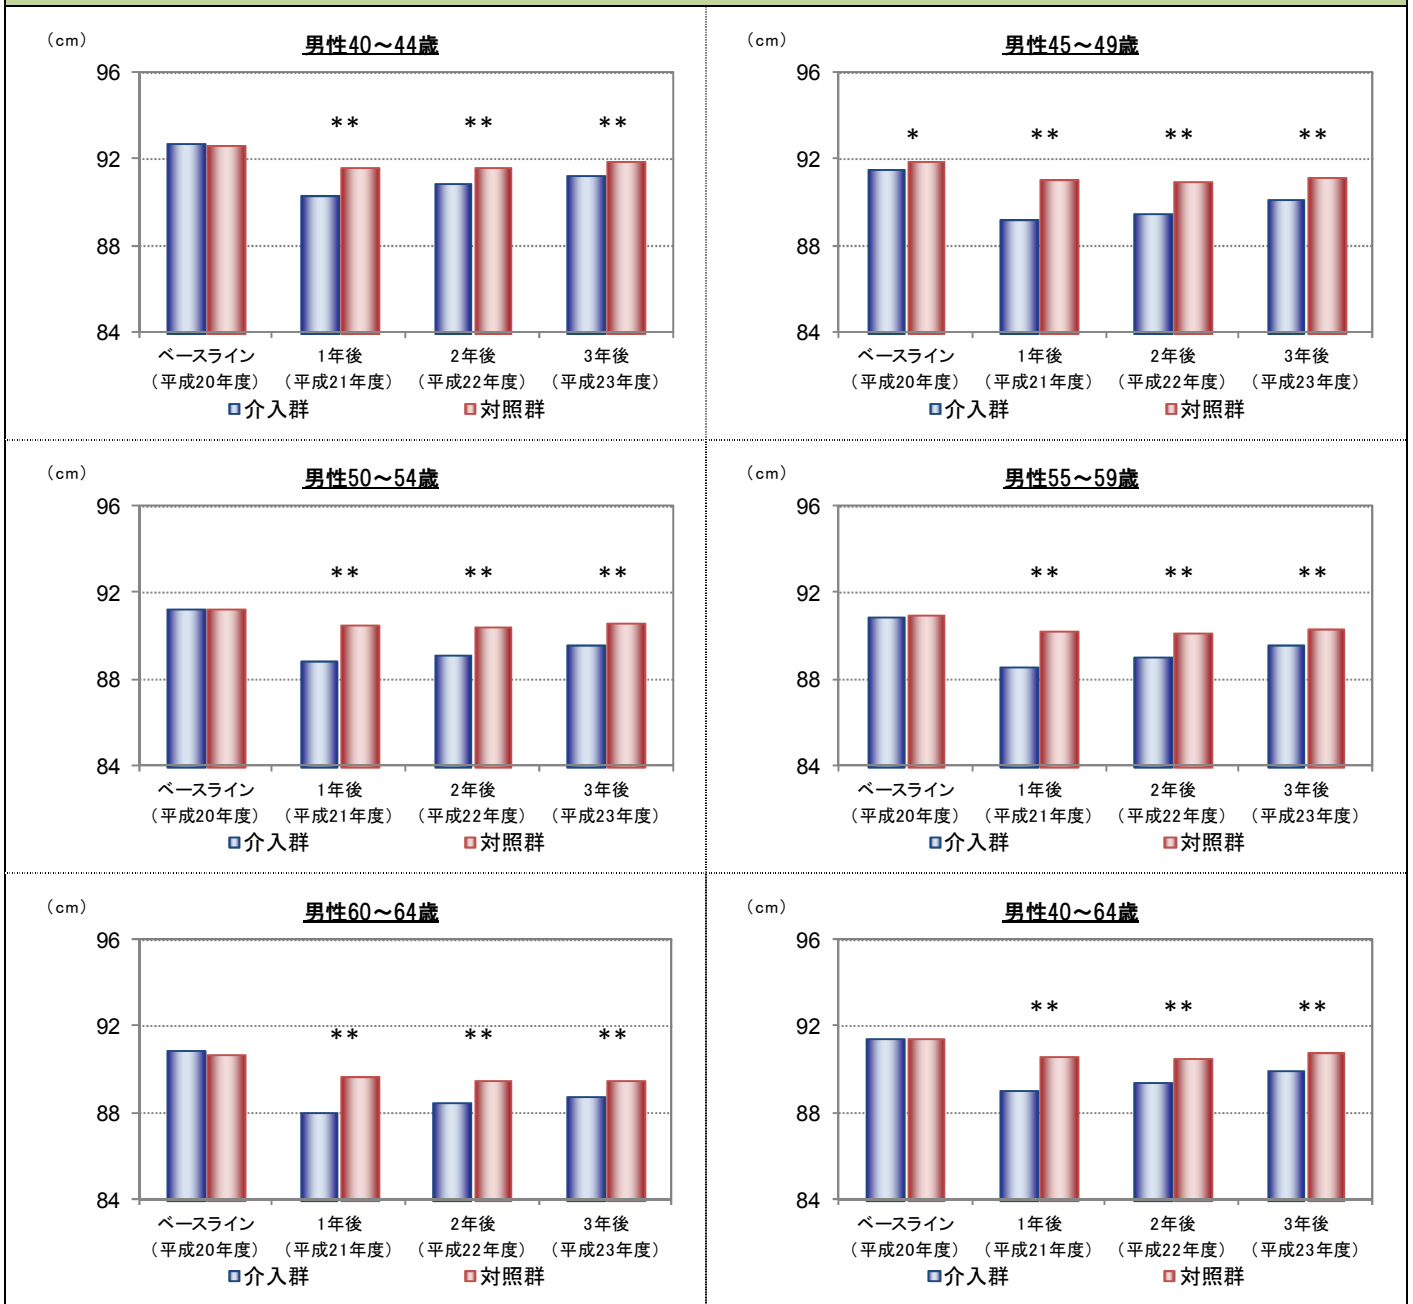 （cm）
男性40～44歳
96
92
88
84
** ** **
ベースライン 1年後 2年後 3年後
（平成20年度） （平成21年度） （平成22年度） （平成23年度）
介入群 対照群
（cm）
男性45～49歳
96
92
88
84
* ** ** **
ベースライン 1年後 2年後 3年後
（平成20年度） （平成21年度） （平成22年度） （平成23年度）
介入群 対照群
（cm）
男性50～54歳
96
92
88
84
** ** **
ベースライン 1年後 2年後 3年後
（平成20年度） （平成21年度） （平成22年度） （平成23年度）
介入群 対照群
（cm）
男性55～59歳
96
92
88
84
** ** **
ベースライン 1年後 2年後 3年後
（平成20年度） （平成21年度） （平成22年度） （平成23年度）
介入群 対照群
（cm）
男性60～64歳
96
92
88
84
** ** **
ベースライン 1年後 2年後 3年後
（平成20年度） （平成21年度） （平成22年度） （平成23年度）
介入群 対照群
（cm）
男性40～64歳
96
92
88
84
** ** **
ベースライン 1年後 2年後 3年後
（平成20年度） （平成21年度） （平成22年度） （平成23年度）
介入群 対照群